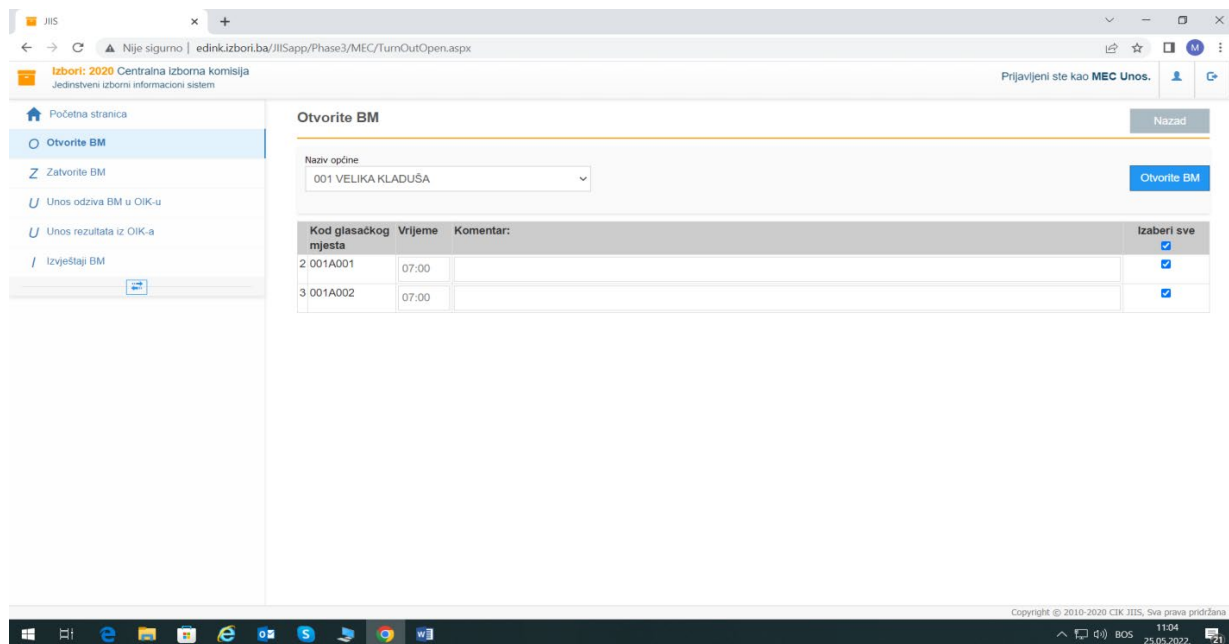 JIIS
Nije sigurno | edink.izbori.ba/JIISapp/Phase3/MEC/TurnOutOpen.aspx
M
Izbori: 2020 Centralna izborna komisija
Jedinstveni izborni informacioni sistem
Prijavljeni ste kao MEC Unos.
Početna stranica
O Otvorite BM
Z Zatvorite BM
U Unos odziva BM u OIK-u
U Unos rezultata iz OIK-a
I Izvještaji BM
Otvorite BM
Nazad
Naziv općine
001 VELIKA KLADUŠA
Otvorite BM
Kod glasačkog mjesta Vrijeme Komentar: Izaberi sve
2 001A001 07:00
3 001A002 07:00
Copyright © 2010-2020 CIK JIIS, Sva prava pridržana
BOS
11:04
25.05.2022.
21